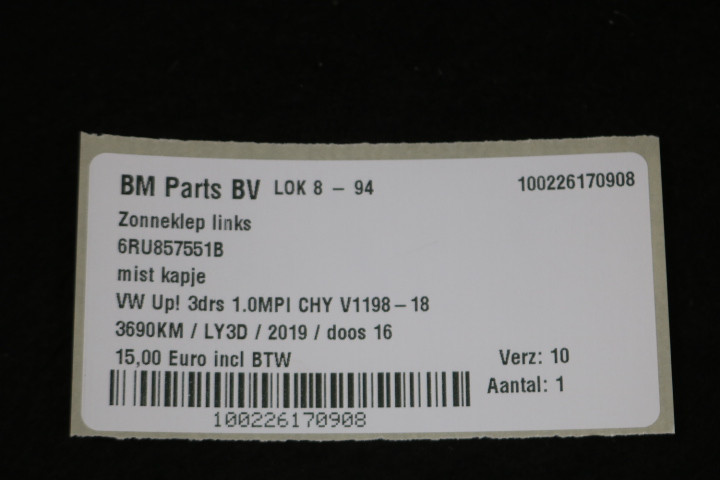 BM Parts BV LOK 8 - 94 100226170908
Zonneklep links
6RU857551B
mist kapje
VW Up! 3drs 1.0MPI CHY V1198-18
3690KM / LY3D / 2019 / doos 16
15,00 Euro incl BTW Verz: 10
Aantal: 1
100226170908